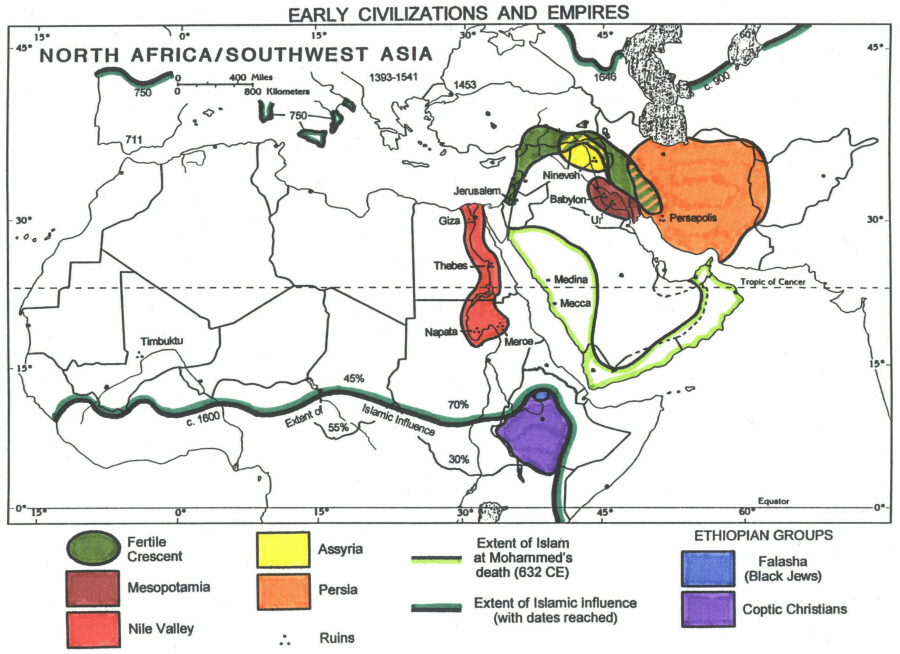 EARLY CIVILIZATIONS AND EMPIRES
15° 0° 30° 45° 60°
45° 45°
NORTH AFRICA/SOUTHWEST ASIA
0 400 Miles
800 Kilometers
750
711
750
1393-1541
1453
1646
c. 900
Nineveh
Jerusalem
Babylon
Ur
Persepolis
30° 30°
Giza
Thebes
Medina
Mecca
Tropic of Cancer
Napata
Meroe
Timbuktu
15° 15°
45%
70%
c. 1600
Extent of
Islamic Influence
55%
30%
Equator
0° 0°
15° 0° 15° 30° 45° 60°
Fertile
Crescent
Mesopotamia
Nile Valley
Assyria
Persia
Ruins
Extent of Islam
at Mohammed's
death (632 CE)
Extent of Islamic influence
(with dates reached)
ETHIOPIAN GROUPS
Falasha
(Black Jews)
Coptic Christians